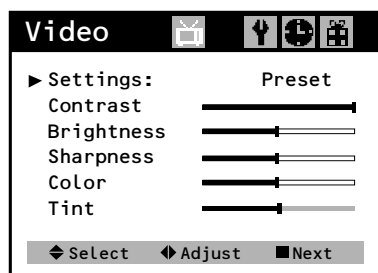 Video
Settings: Preset
Contrast
Brightness
Sharpness
Color
Tint
Select Adjust Next